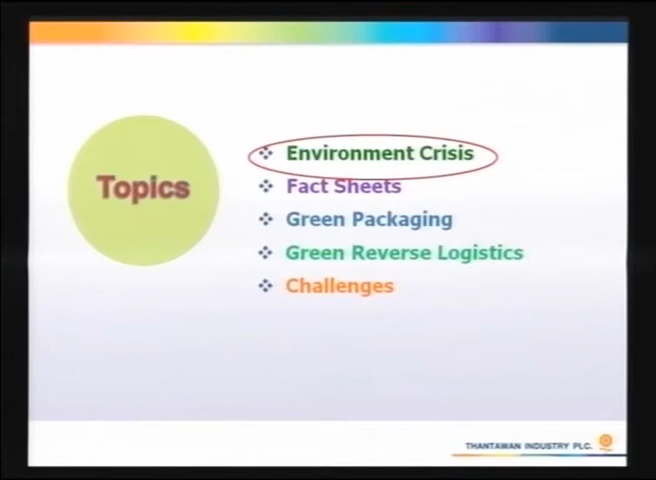 Topics
Environment Crisis
Fact Sheets
Green Packaging
Green Reverse Logistics
Challenges
THANTAWAN INDUSTRY PLC.